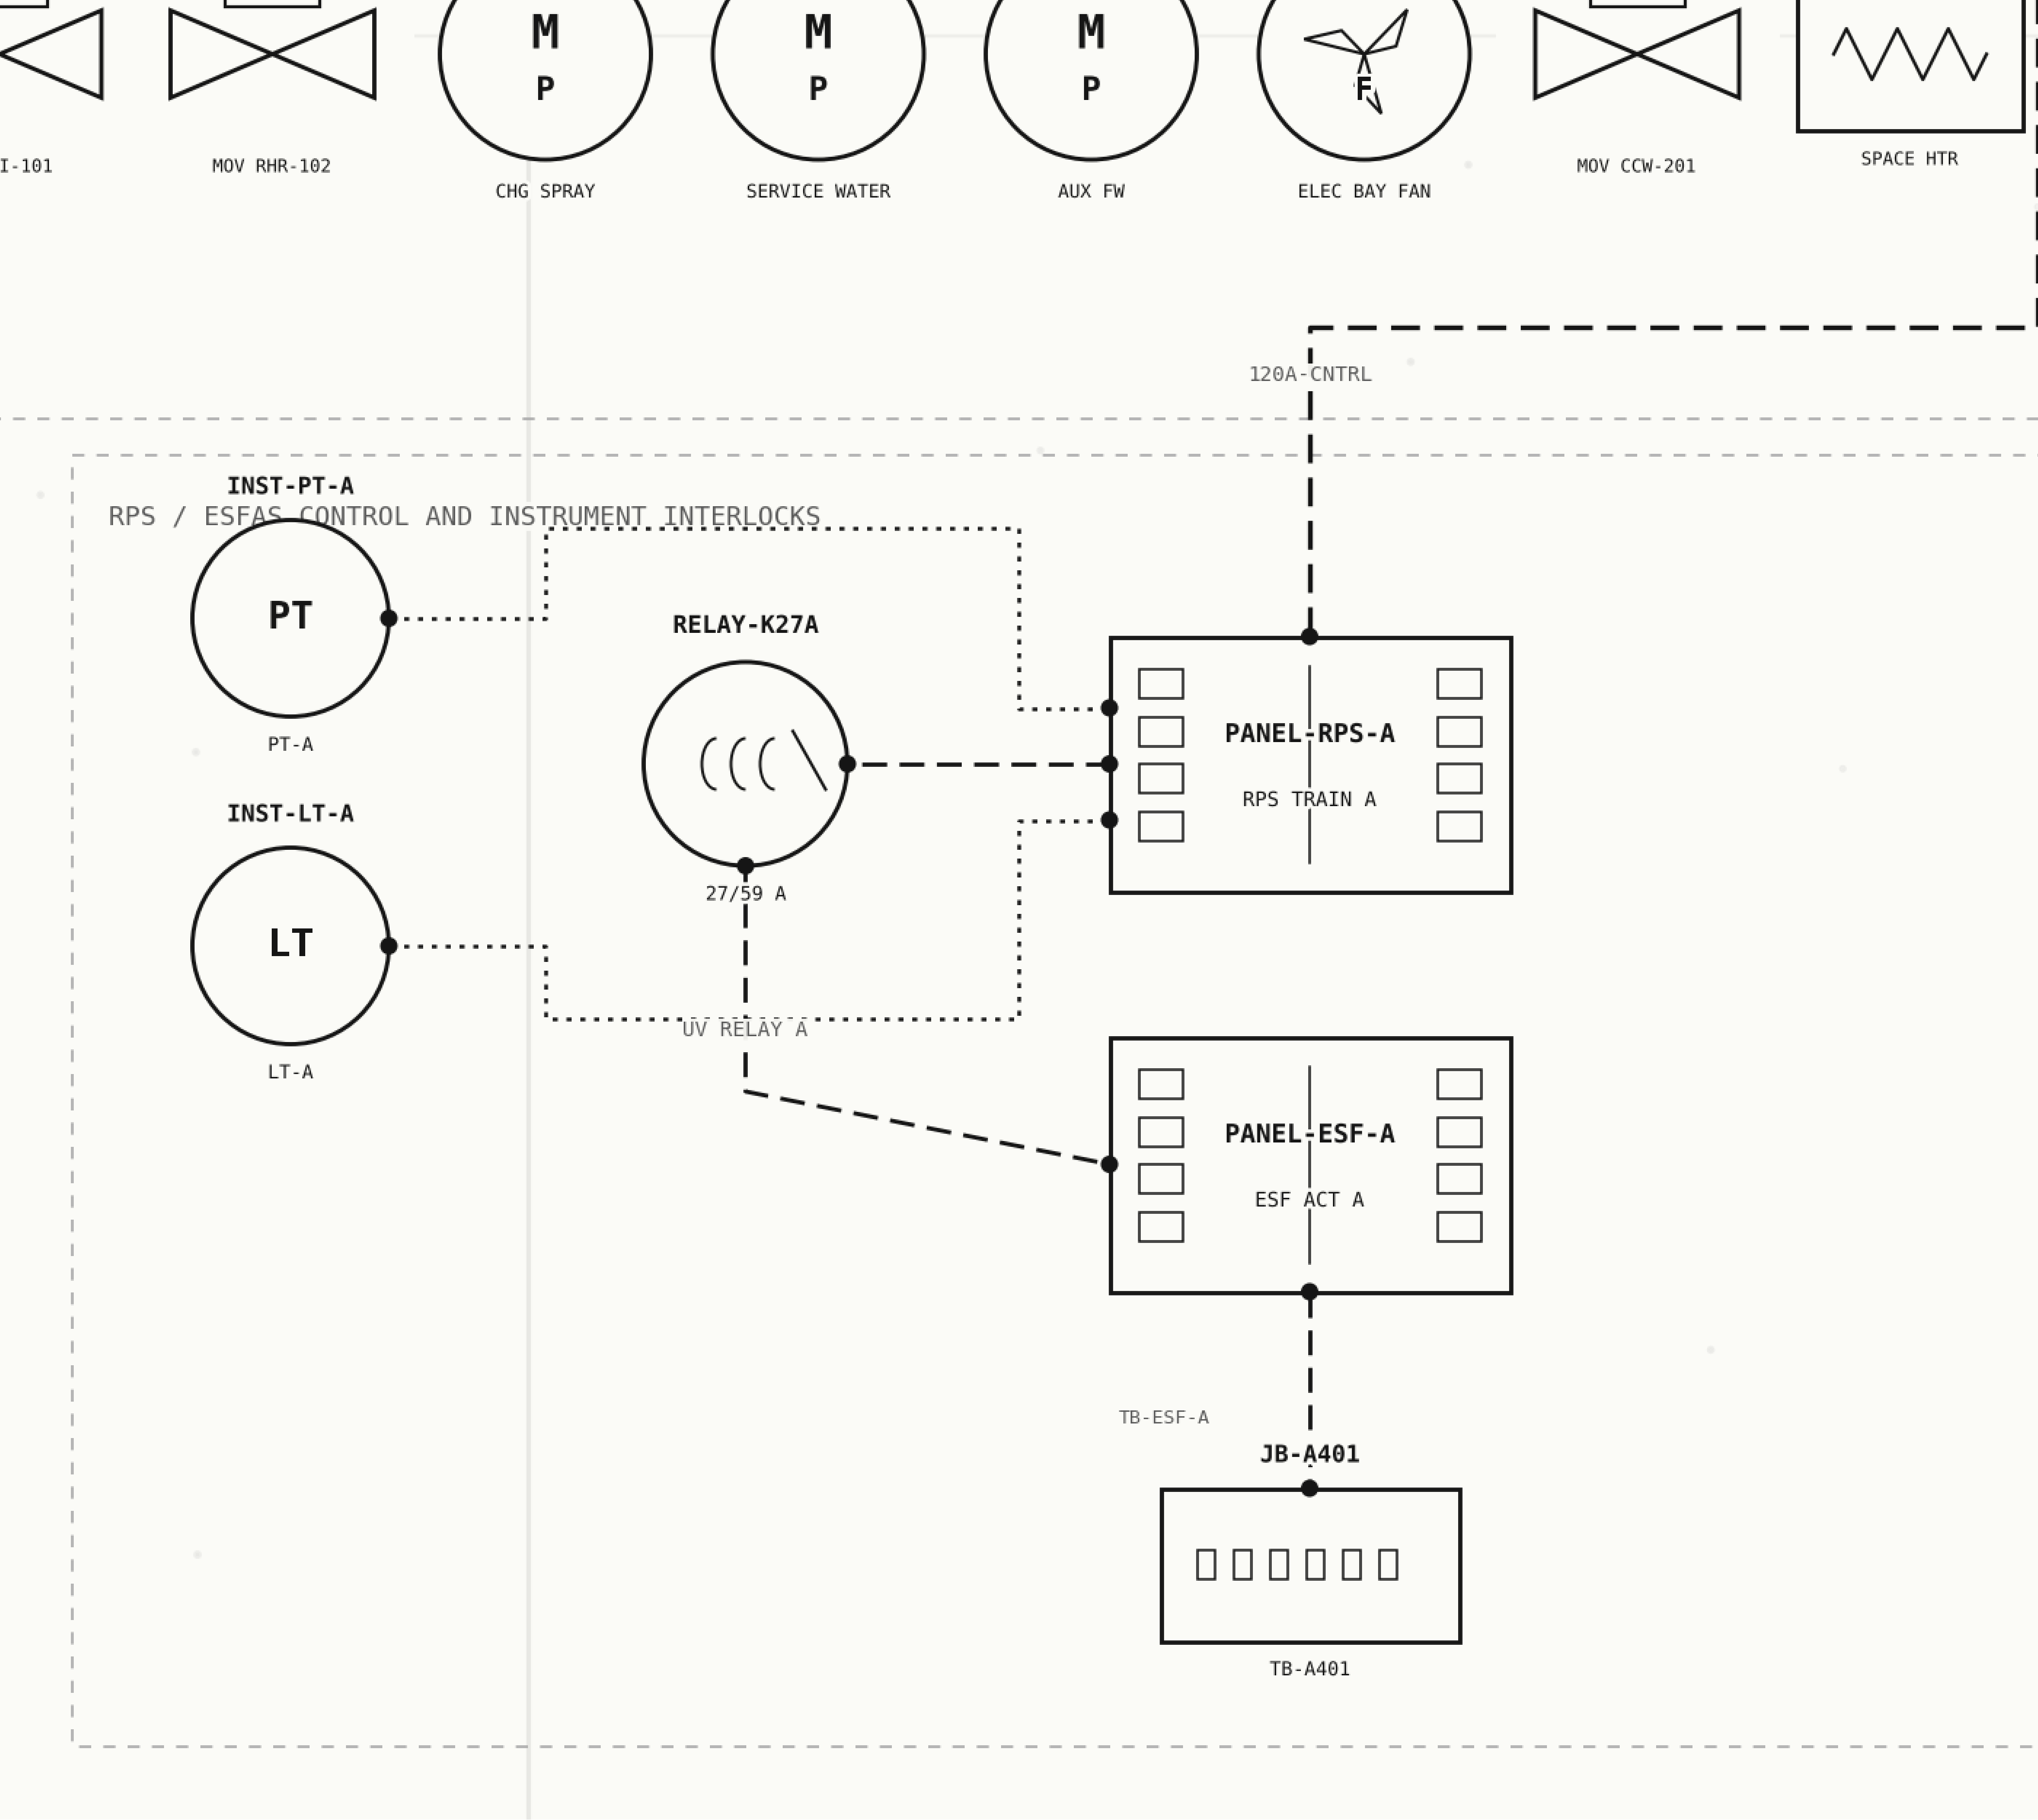 M
P
M
P
M
P
F
I-101
MOV RHR-102
CHG SPRAY
SERVICE WATER
AUX FW
ELEC BAY FAN
MOV CCW-201
SPACE HTR
120A-CNTRL
INST-PT-A
RPS / ESFAS CONTROL AND INSTRUMENT INTERLOCKS
PT
PT-A
RELAY-K27A
27/59 A
PANEL-RPS-A
RPS TRAIN A
INST-LT-A
LT
LT-A
UV RELAY A
PANEL-ESF-A
ESF ACT A
TB-ESF-A
JB-A401
TB-A401